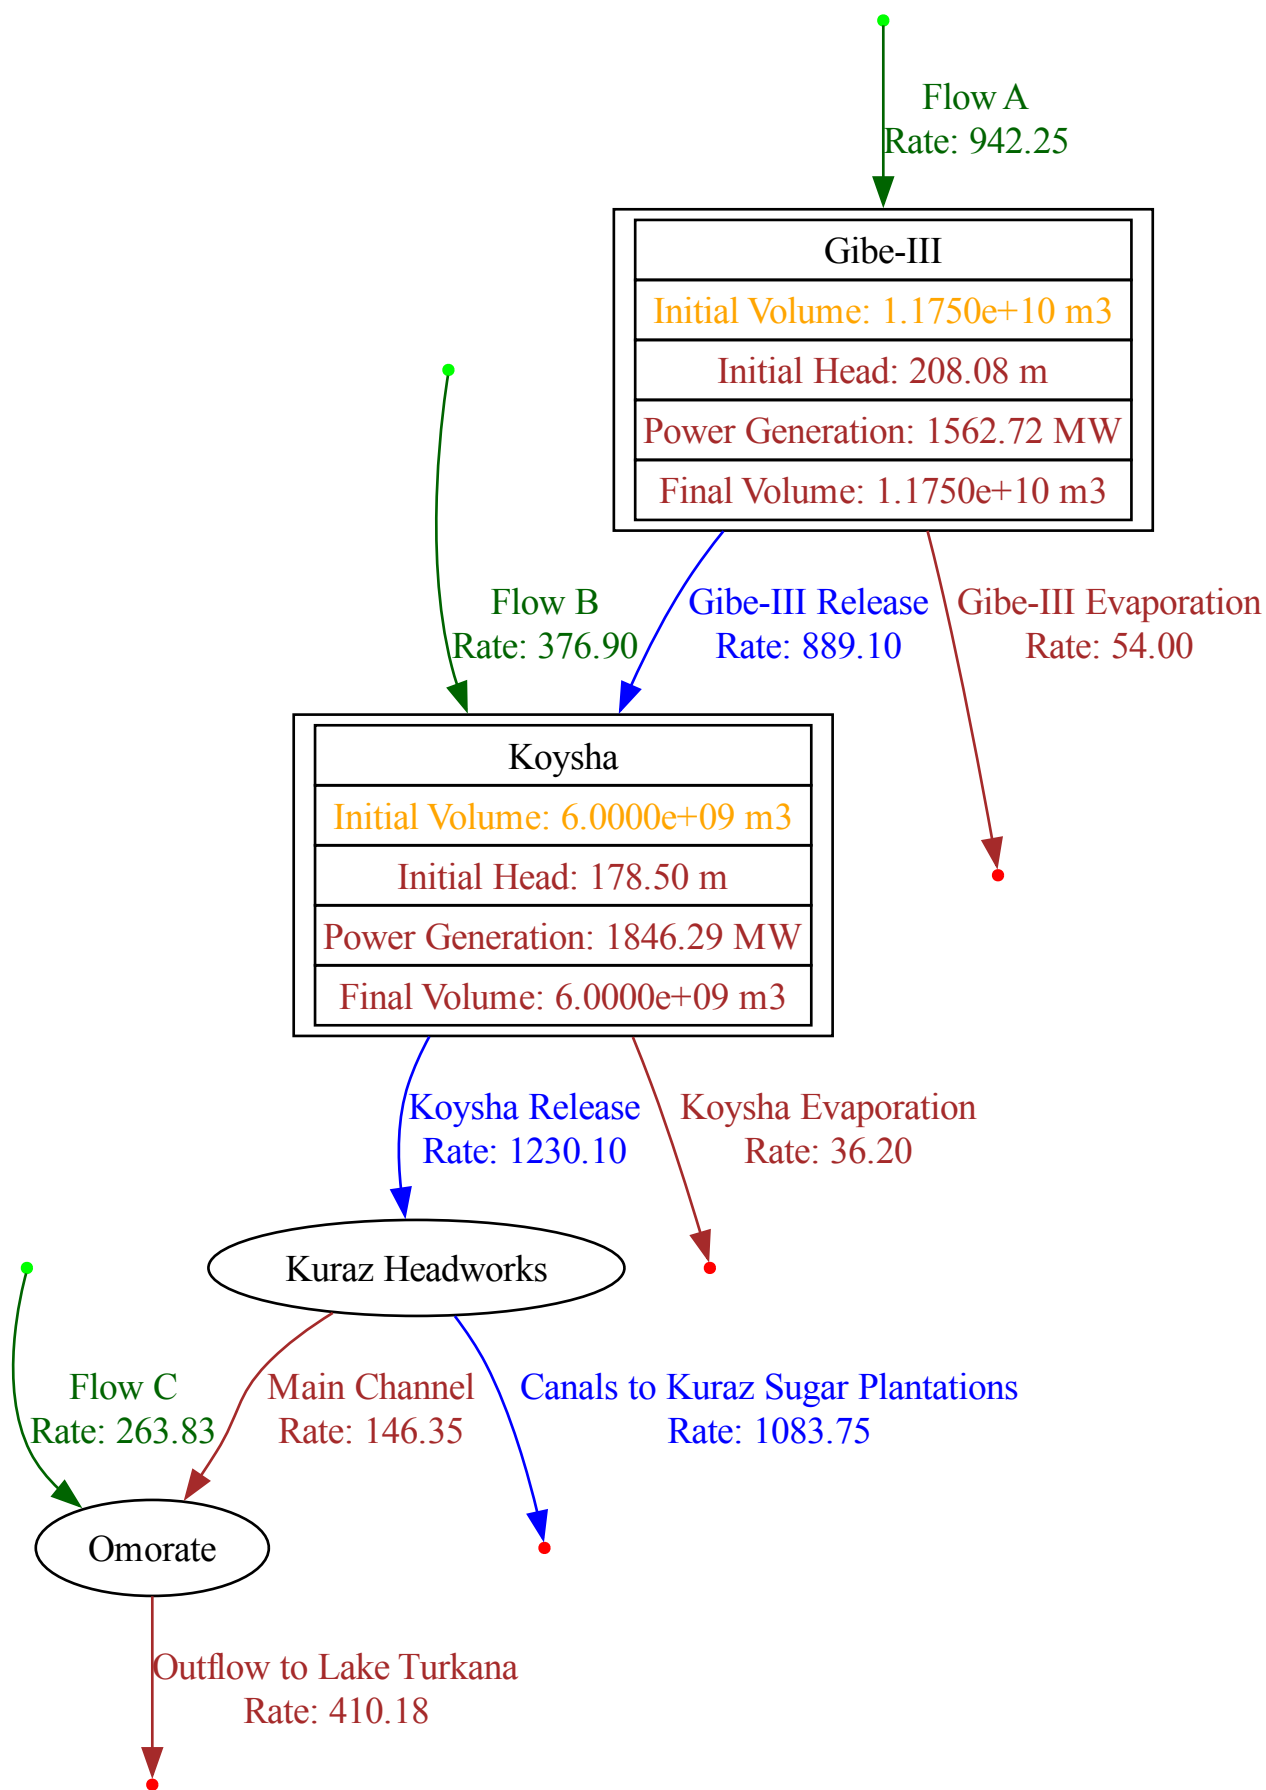 Flow A
Rate: 942.25
Gibe-III
Initial Volume: 1.1750e+10 m3
Initial Head: 208.08 m
Power Generation: 1562.72 MW
Final Volume: 1.1750e+10 m3
Flow B
Rate: 376.90
Gibe-III Release
Rate: 889.10
Gibe-III Evaporation
Rate: 54.00
Koysha
Initial Volume: 6.0000e+09 m3
Initial Head: 178.50 m
Power Generation: 1846.29 MW
Final Volume: 6.0000e+09 m3
Koysha Release
Rate: 1230.10
Koysha Evaporation
Rate: 36.20
Kuraz Headworks
Flow C
Rate: 263.83
Main Channel
Rate: 146.35
Canals to Kuraz Sugar Plantations
Rate: 1083.75
Omorate
Outflow to Lake Turkana
Rate: 410.18